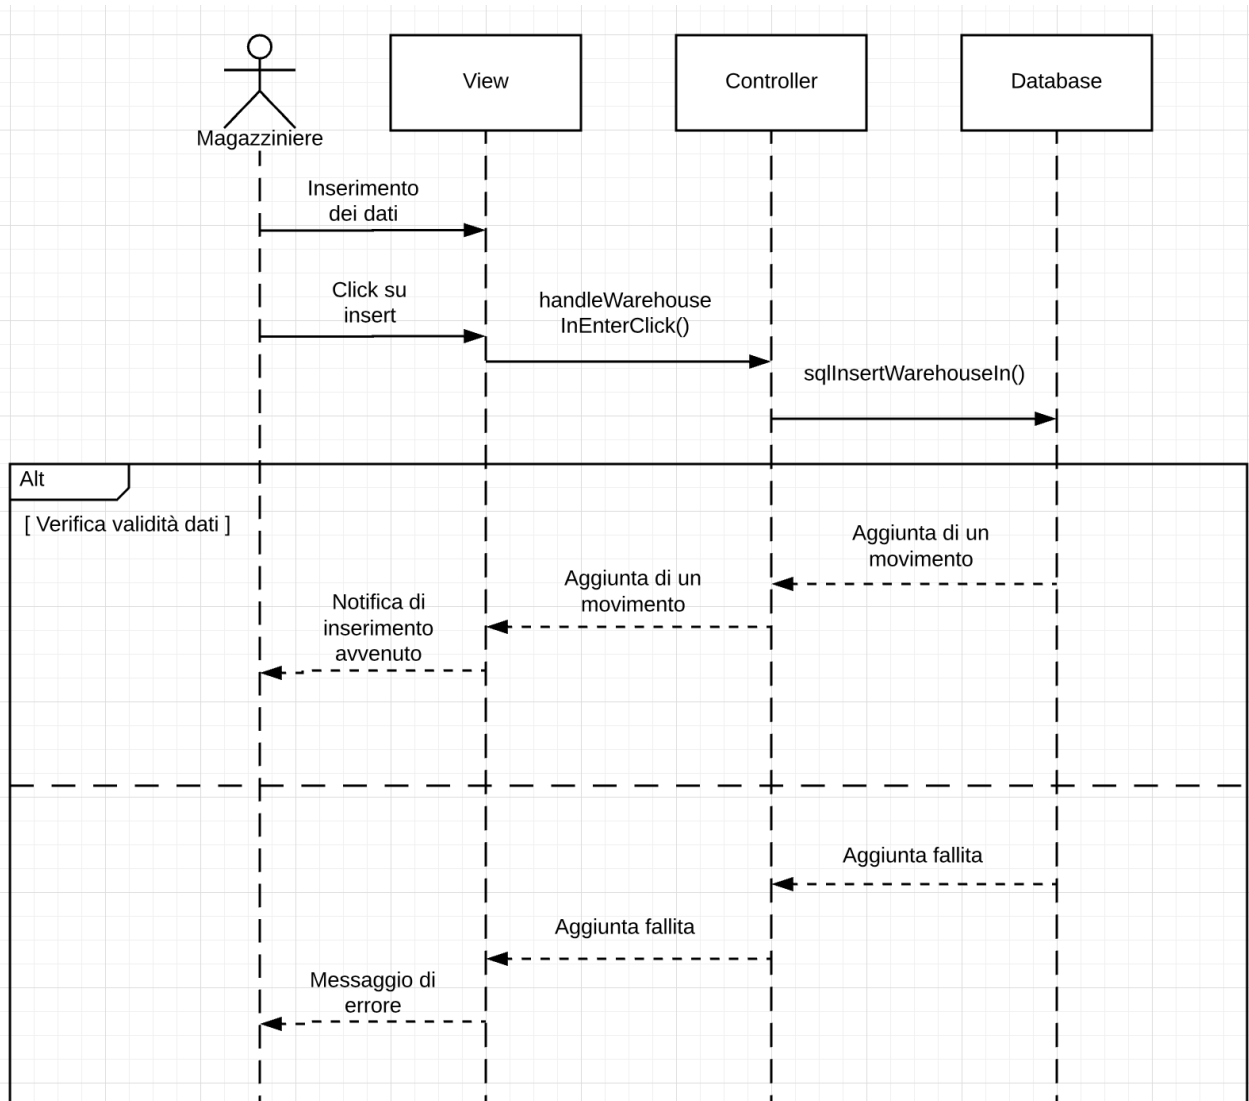 View
Controller
Database
Magazziniere
Inserimento
dei dati
Click su
insert
handleWarehouse
InEnterClick()
sqlInsertWarehouseIn()
Alt
[ Verifica validità dati ]
Aggiunta di un
movimento
Aggiunta di un
movimento
Notifica di
inserimento
avvenuto
Aggiunta fallita
Aggiunta fallita
Messaggio di
errore